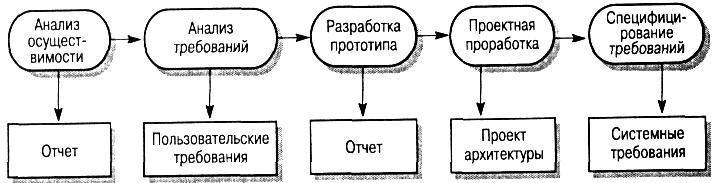 Анализ
осущест-
вимости
Анализ
требований
Разработка
прототипа
Проектная
проработка
Специфици-
рование
требований
Отчет
Пользовательские
требования
Отчет
Проект
архитектуры
Системные
требования